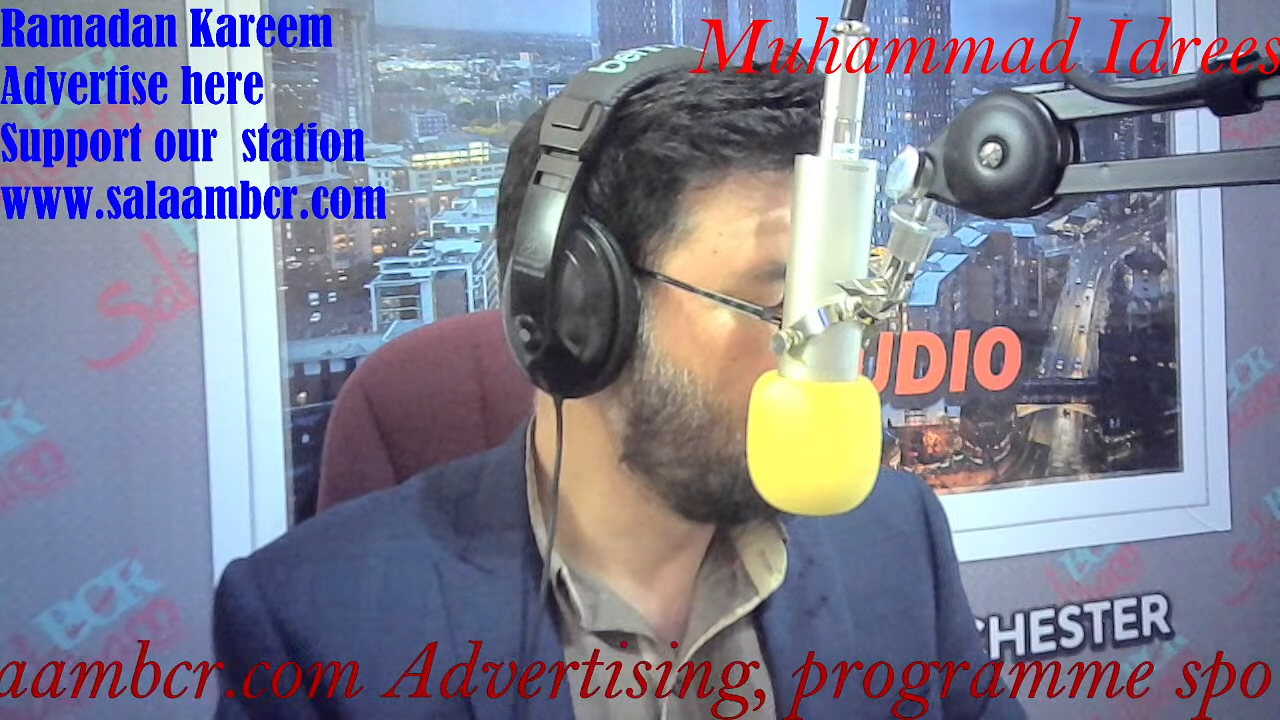 Ramadan Kareem
Advertise here
Support our station
www.salaambcr.com
Muhammad Idrees
UDIO
CHESTER
aambcr.com Advertising, programme spo
BCR